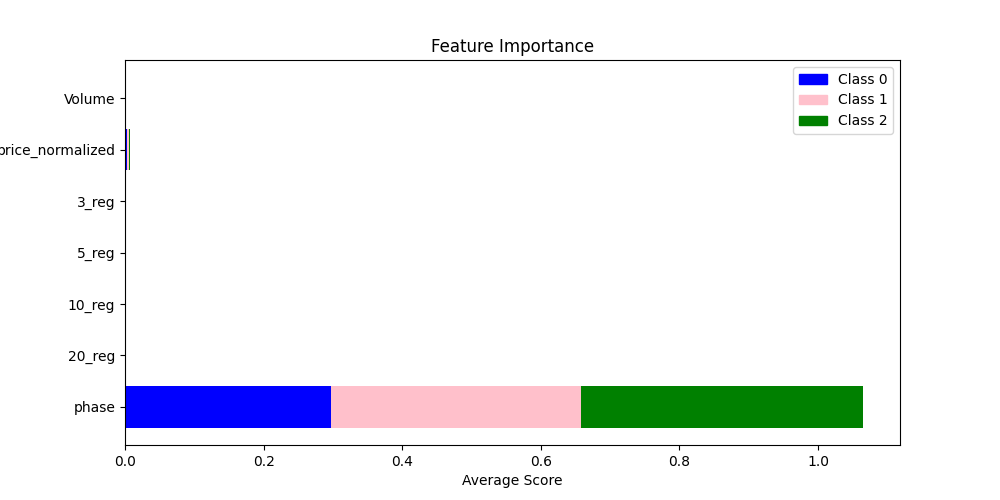 Feature Importance
Class 0
Class 1
Class 2
Volume
price_normalized
3_reg
5_reg
10_reg
20_reg
phase
0.0 0.2 0.4 0.6 0.8 1.0
Average Score